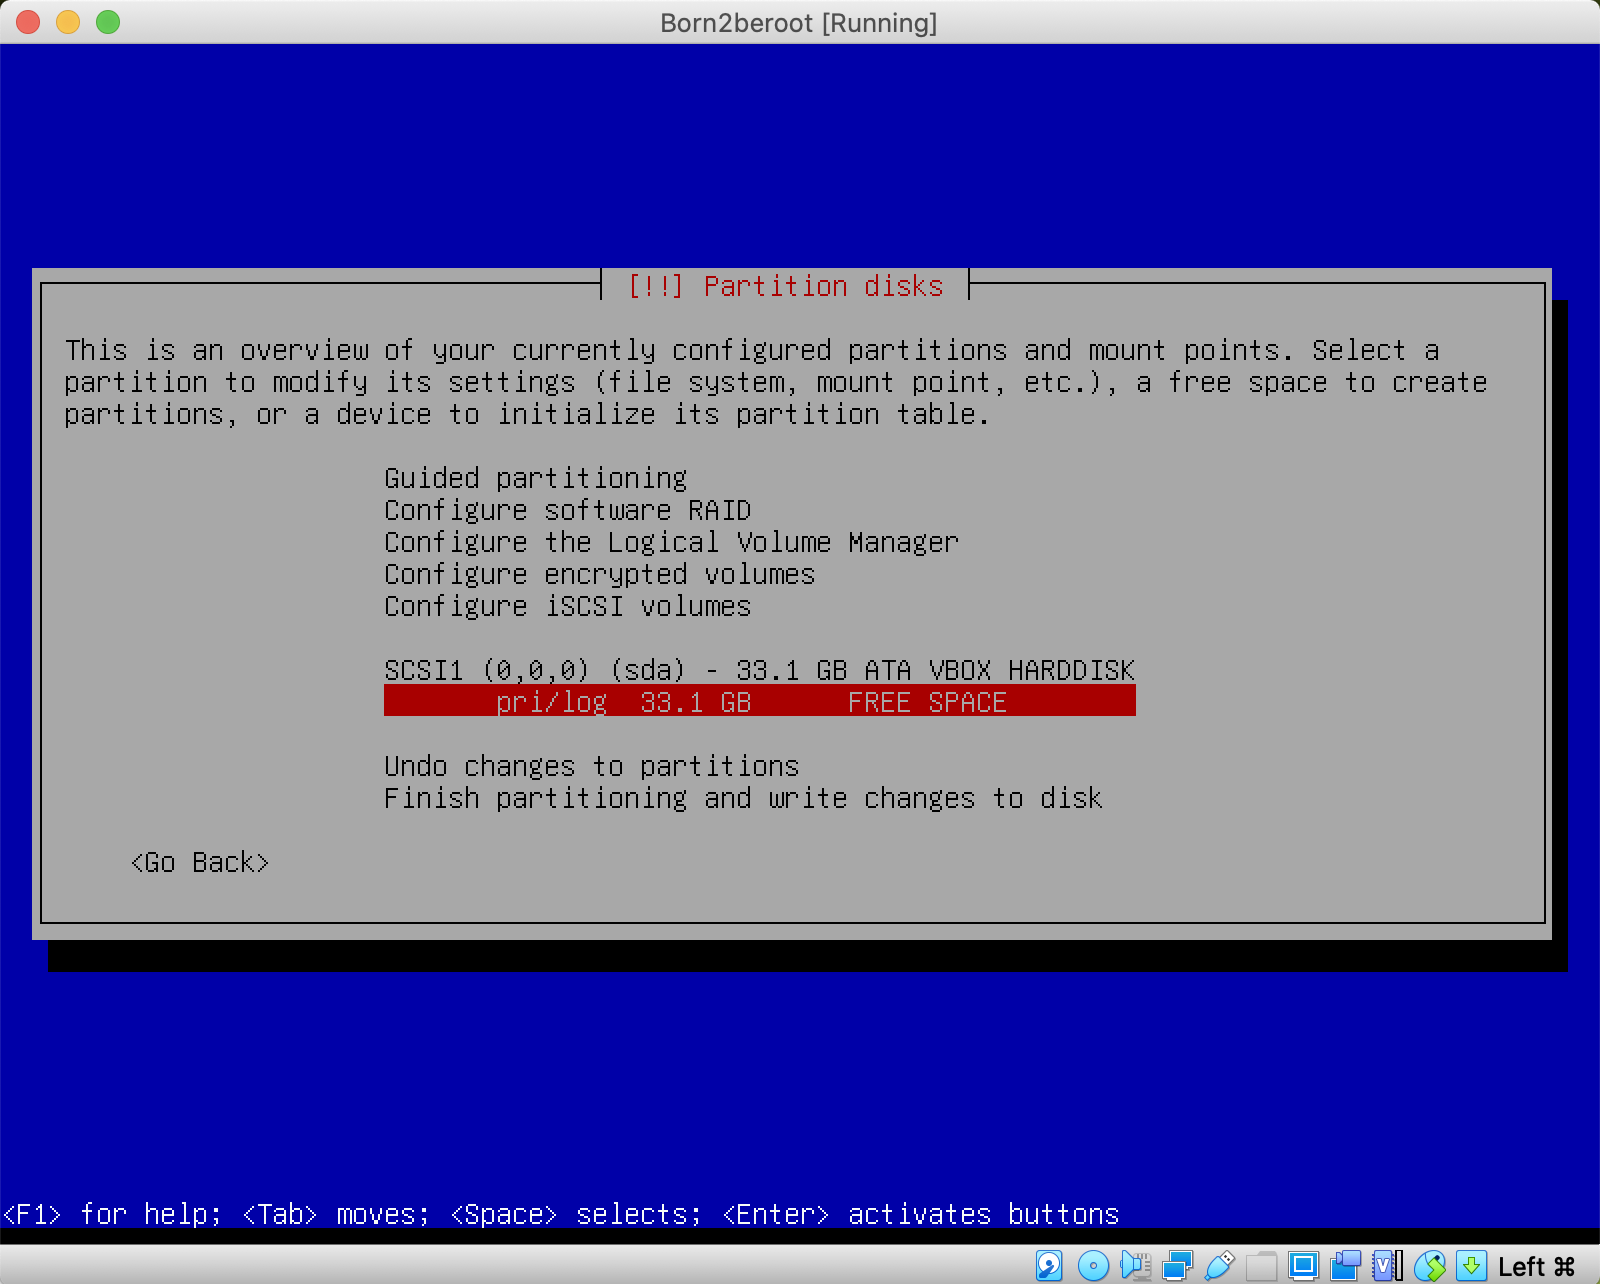 Born2beroot [Running]
[!!] Partition disks
This is an overview of your currently configured partitions and mount points. Select a
partition to modify its settings (file system, mount point, etc.), a free space to create
partitions, or a device to initialize its partition table.
Guided partitioning
Configure software RAID
Configure the Logical Volume Manager
Configure encrypted volumes
Configure iSCSI volumes
SCSI1 (0,0,0) (sda) - 33.1 GB ATA VBOX HARDDISK
pri/log 33.1 GB FREE SPACE
Undo changes to partitions
Finish partitioning and write changes to disk
<Go Back>
<F1> for help; <Tab> moves; <Space> selects; <Enter> activates buttons
Left ⌘